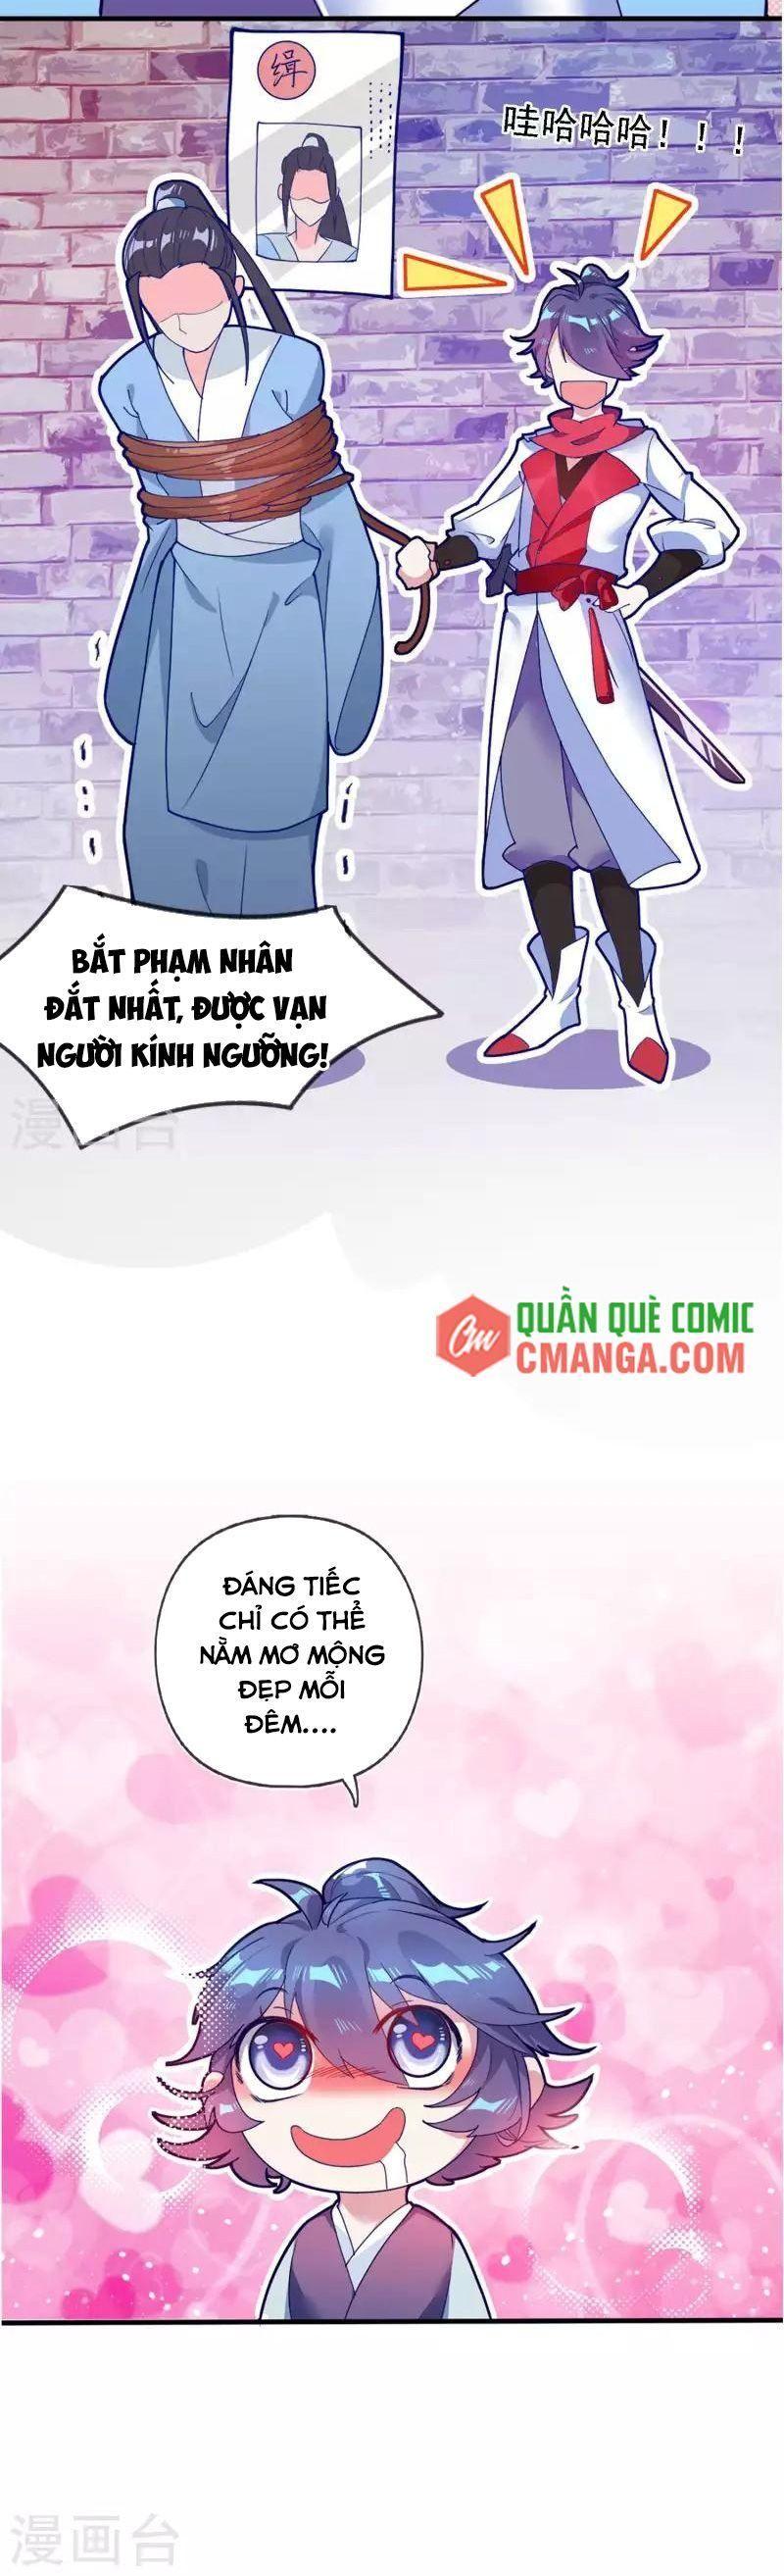 缉
哇哈哈哈！！！
BẮT PHẠM NHÂN
ĐẮT NHẤT, ĐƯỢC VẠN
NGƯỜI KÍNH NGƯỠNG!
漫画台
QUẦN QUÈ COMIC
Cm
CMANGA.COM
ĐÁNG TIẾC
CHỈ CÓ THỂ
NẰM MƠ MỘNG
ĐẸP MỖI
ĐÊM....
漫画台